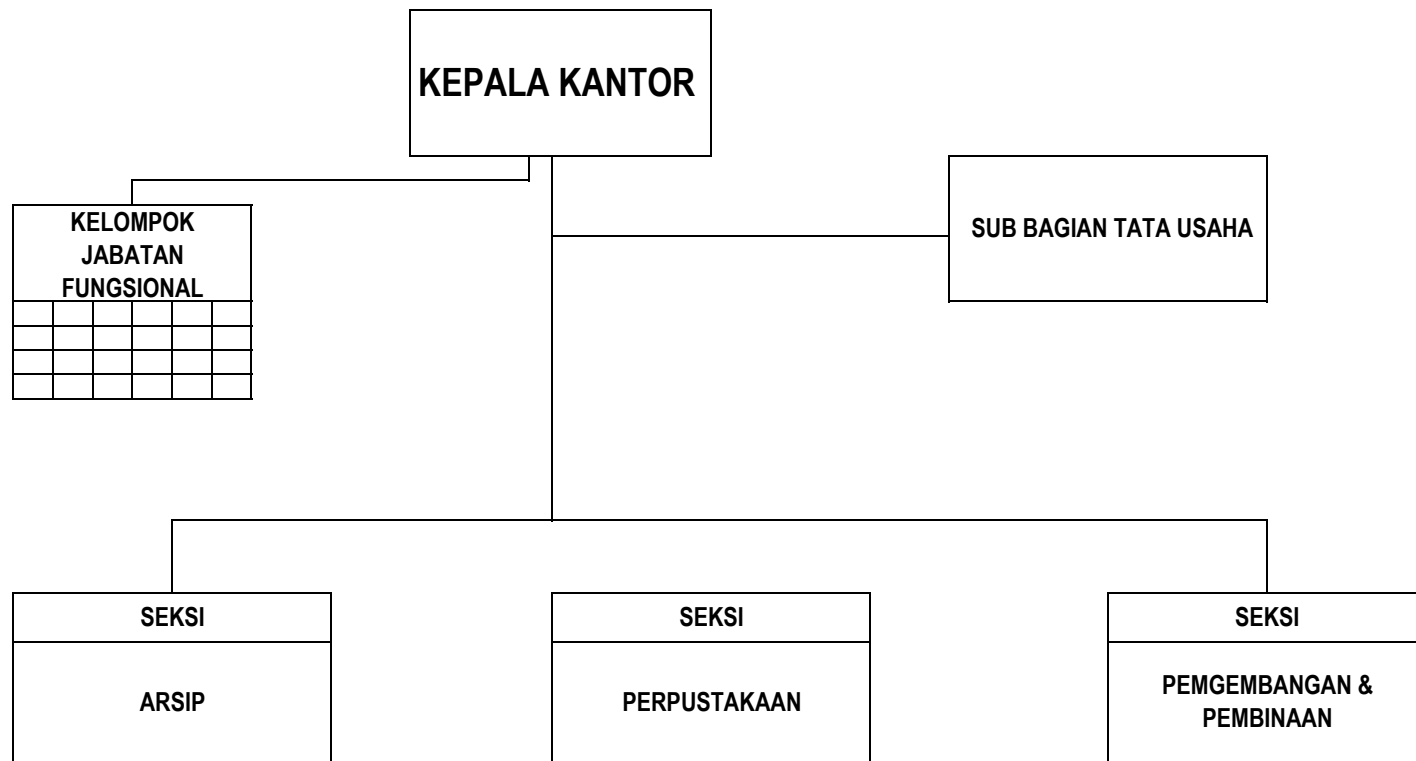 KEPALA KANTOR
KELOMPOK
JABATAN
FUNGSIONAL
SUB BAGIAN TATA USAHA
SEKSI
ARSIP
SEKSI
PERPUSTAKAAN
SEKSI
PEMGEMBANGAN &
PEMBINAAN